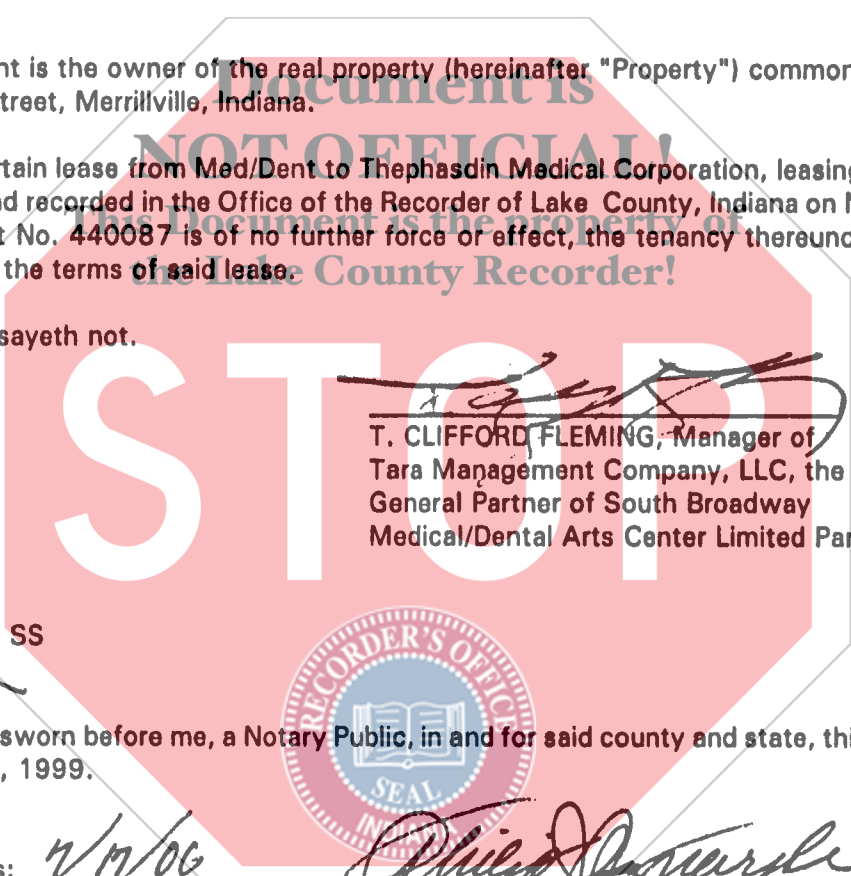 Document is
nt is the owner of the real property (hereinafter "Property") common
treet, Merrillville, Indiana.
NOT OFFICIAL!
rtain lease from Med/Dent to Thephasdin Medical Corporation, leasing
d recorded in the Office of the Recorder of Lake County, Indiana on
This Document is the property of
t No. 440087 is of no further force or effect, the tenancy thereund
the terms of said lease.
the Lake County Recorder!
sayeth not.
STOP
T. CLIFFORD FLEMING, Manager of
Tara Management Company, LLC, the
General Partner of South Broadway
Medical/Dental Arts Center Limited Par
SS
RECORDER'S OFFICE
sworn before me, a Notary Public, in and for said county and state, thi
, 1999.
SEAL
INDIANA
s: